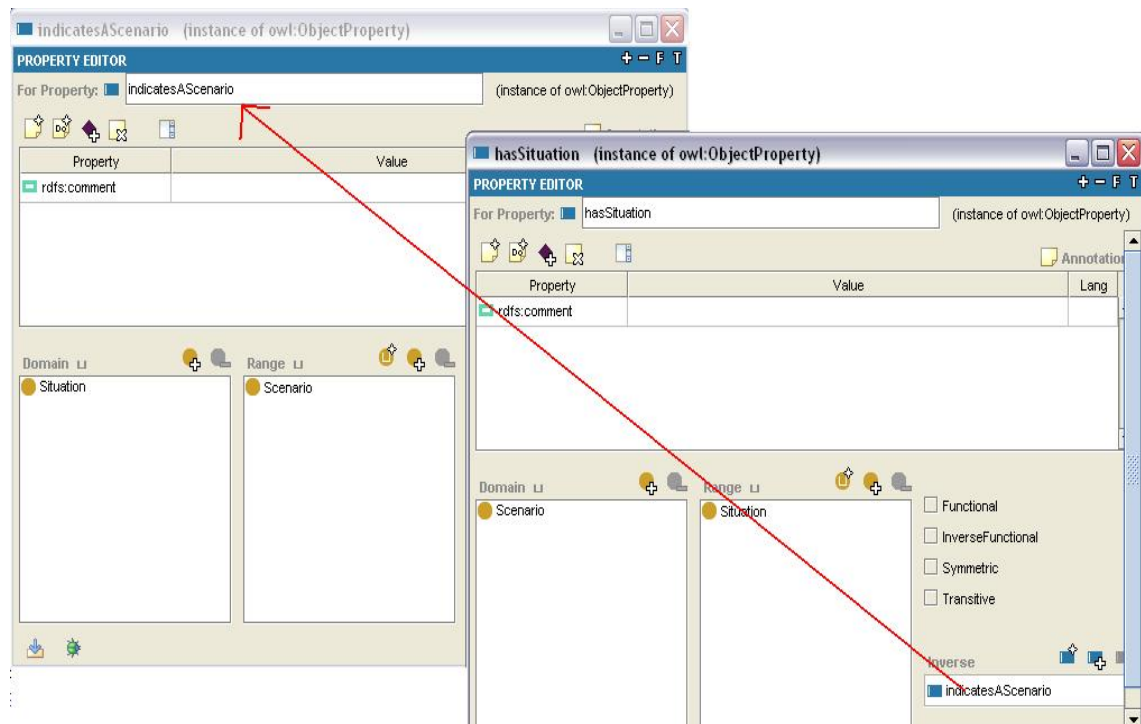 indicatesAScenario (instance of owl:ObjectProperty)
PROPERTY EDITOR
+ − F T
For Property: indicatesAScenario (instance of owl:ObjectProperty)
Property Value
rdfs:comment
Domain ⊔ Range ⊔
Situation Scenario
hasSituation (instance of owl:ObjectProperty)
PROPERTY EDITOR
+ − F T
For Property: hasSituation (instance of owl:ObjectProperty)
Annotation
Property Value Lang
rdfs:comment
Domain ⊔ Range ⊔
Scenario Situation
Functional
InverseFunctional
Symmetric
Transitive
Inverse
indicatesAScenario